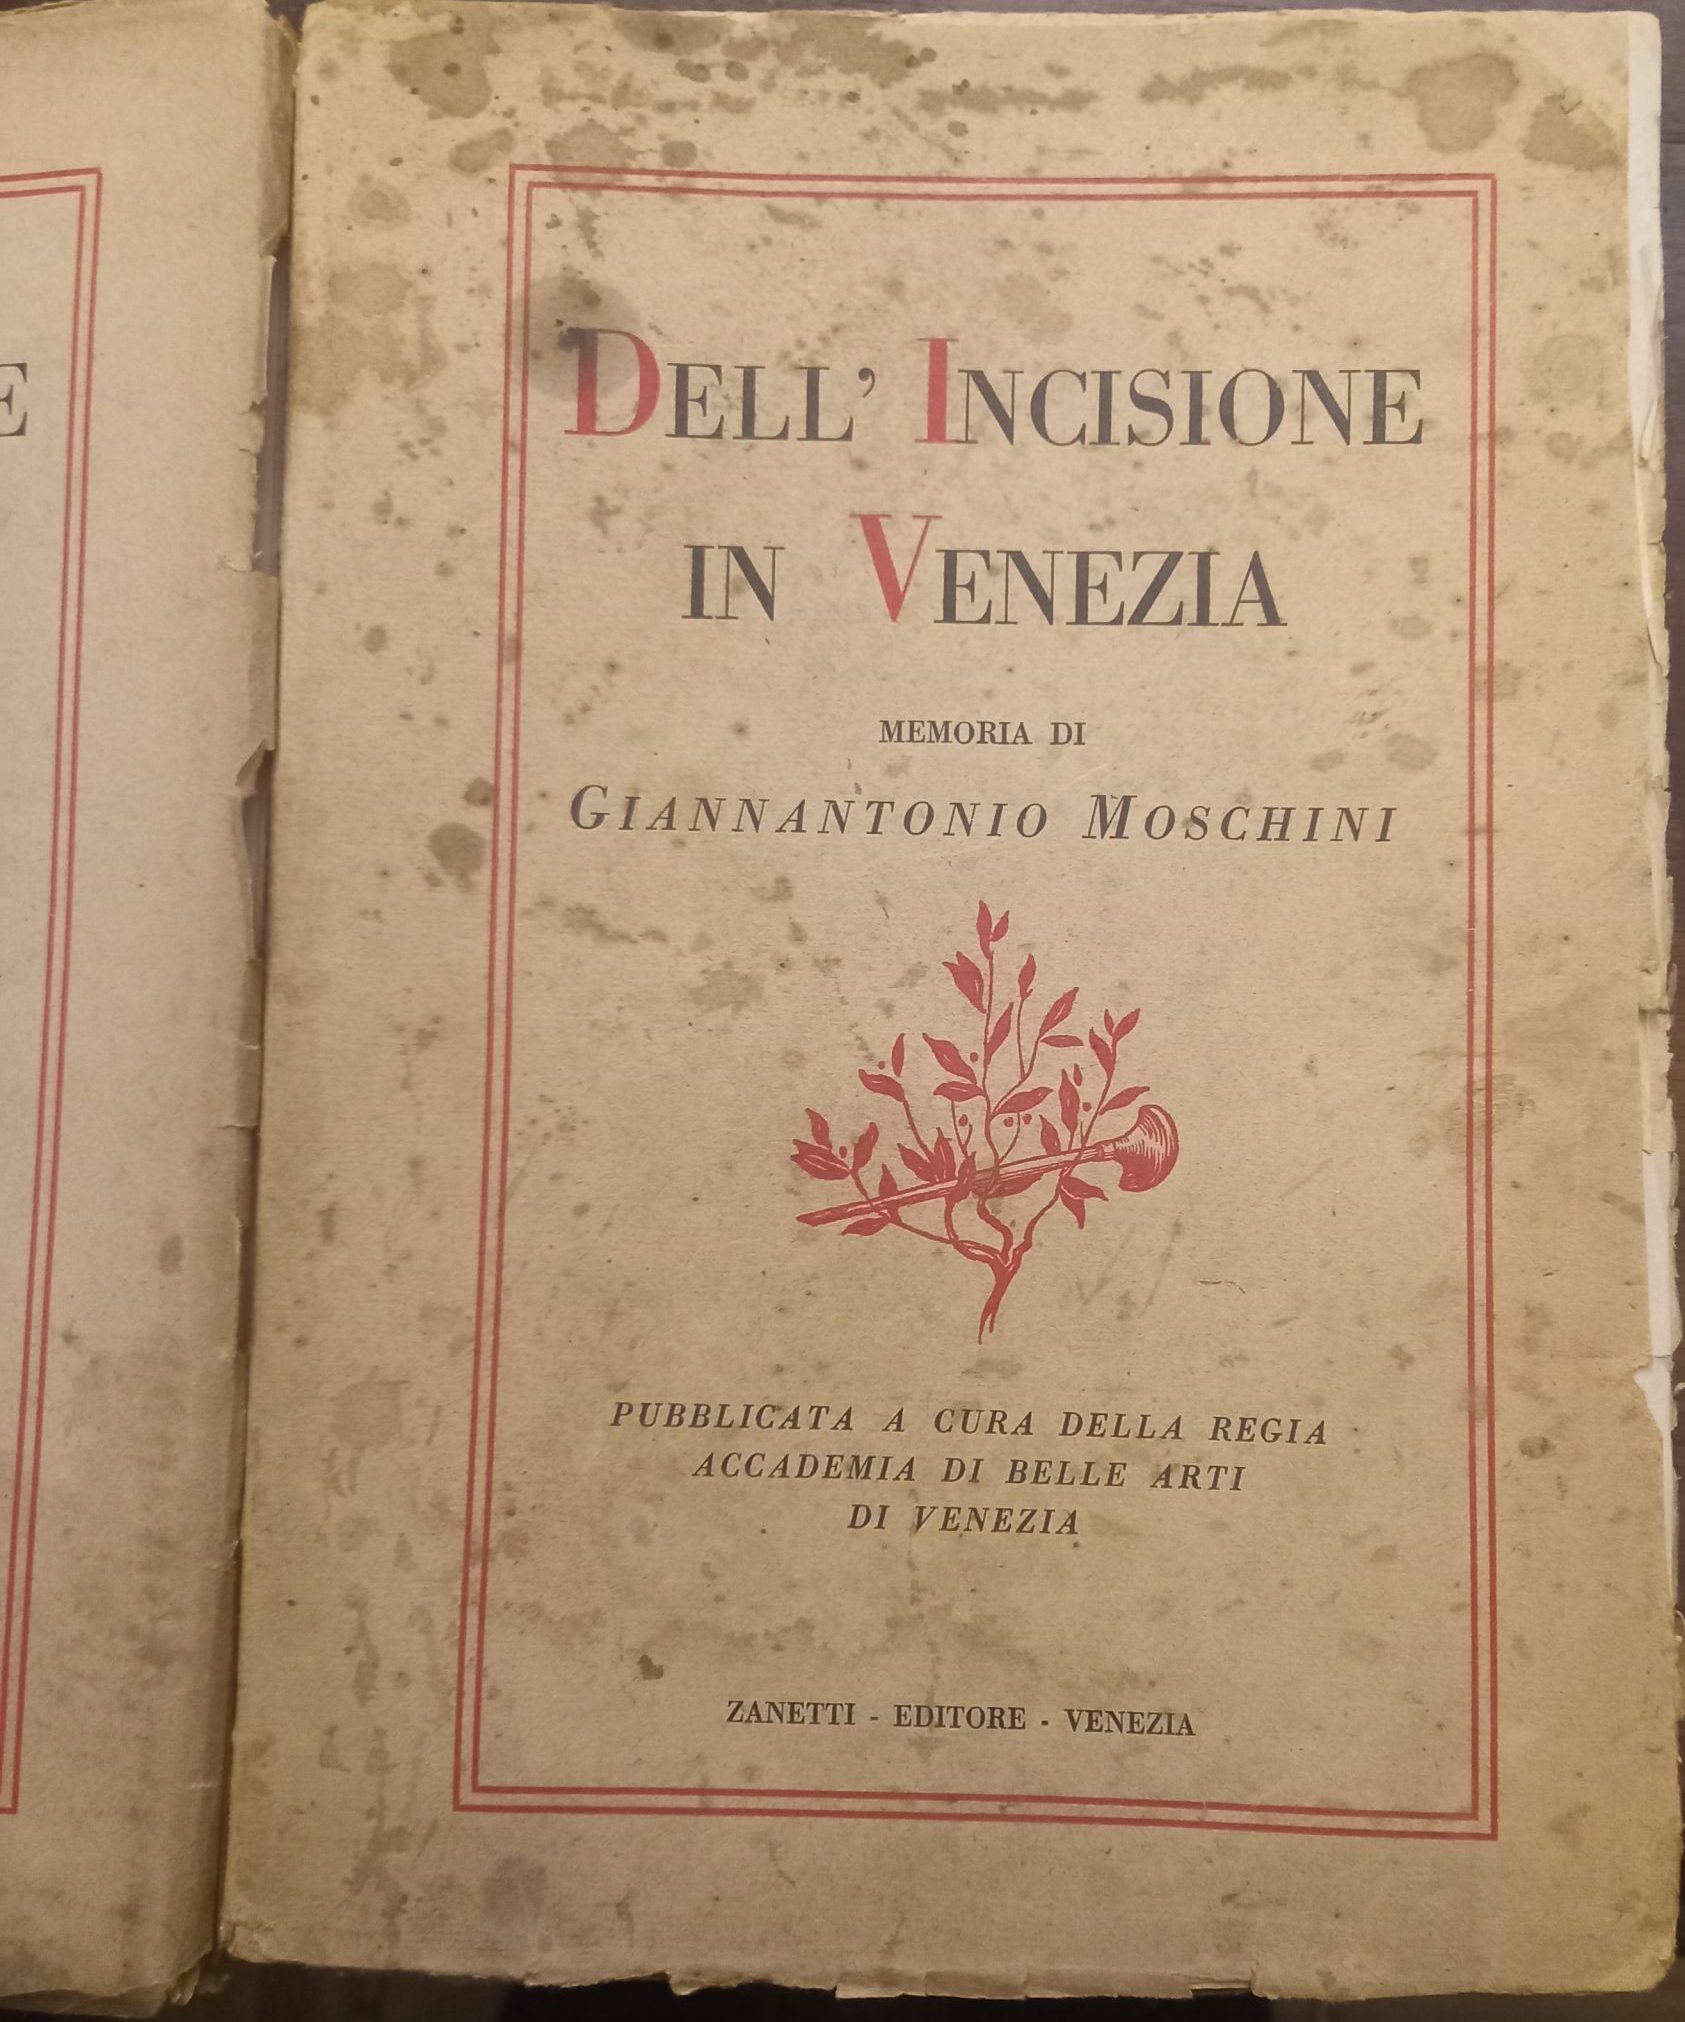 E
DELL' INCISIONE
IN VENEZIA
MEMORIA DI
GIANNANTONIO MOSCHINI
PUBBLICATA A CURA DELLA REGIA
ACCADEMIA DI BELLE ARTI
DI VENEZIA
ZANETTI - EDITORE - VENEZIA